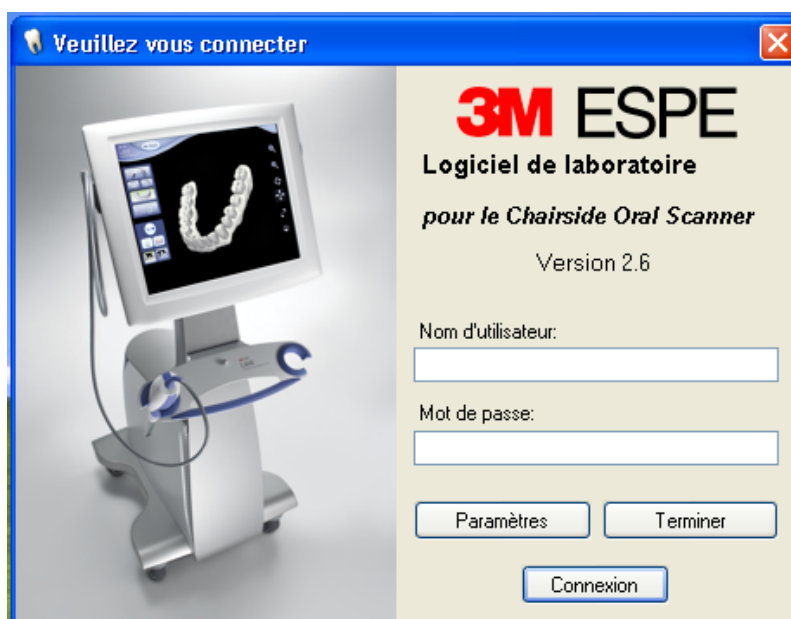 Veuillez vous connecter
3M ESPE
Logiciel de laboratoire
pour le Chairside Oral Scanner
Version 2.6
Nom d'utilisateur:
Mot de passe:
Paramètres
Terminer
Connexion